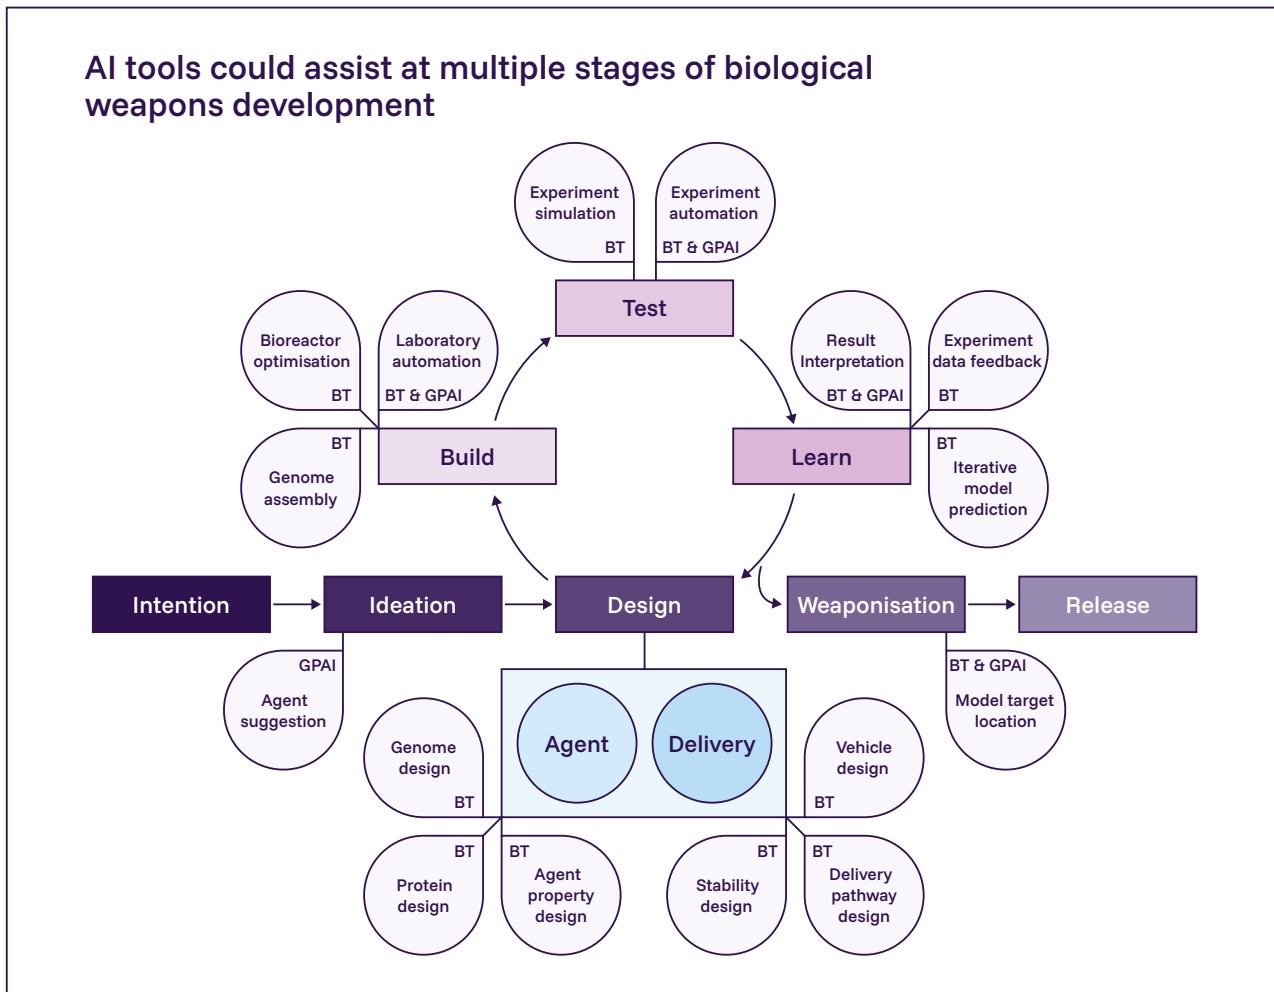 AI tools could assist at multiple stages of biological
weapons development
Experiment
simulation
BT
Experiment
automation
BT & GPAI
Test
Bioreactor
optimisation
BT
Laboratory
automation
BT & GPAI
Result
Interpretation
BT & GPAI
Experiment
data feedback
BT
BT
Genome
assembly
Build
Learn
BT
Iterative
model
prediction
Intention
Ideation
Design
Weaponisation
Release
GPAI
Agent
suggestion
BT & GPAI
Model target
location
Agent
Delivery
Genome
design
BT
Vehicle
design
BT
BT
Protein
design
BT
Agent
property
design
BT
Stability
design
BT
Delivery
pathway
design